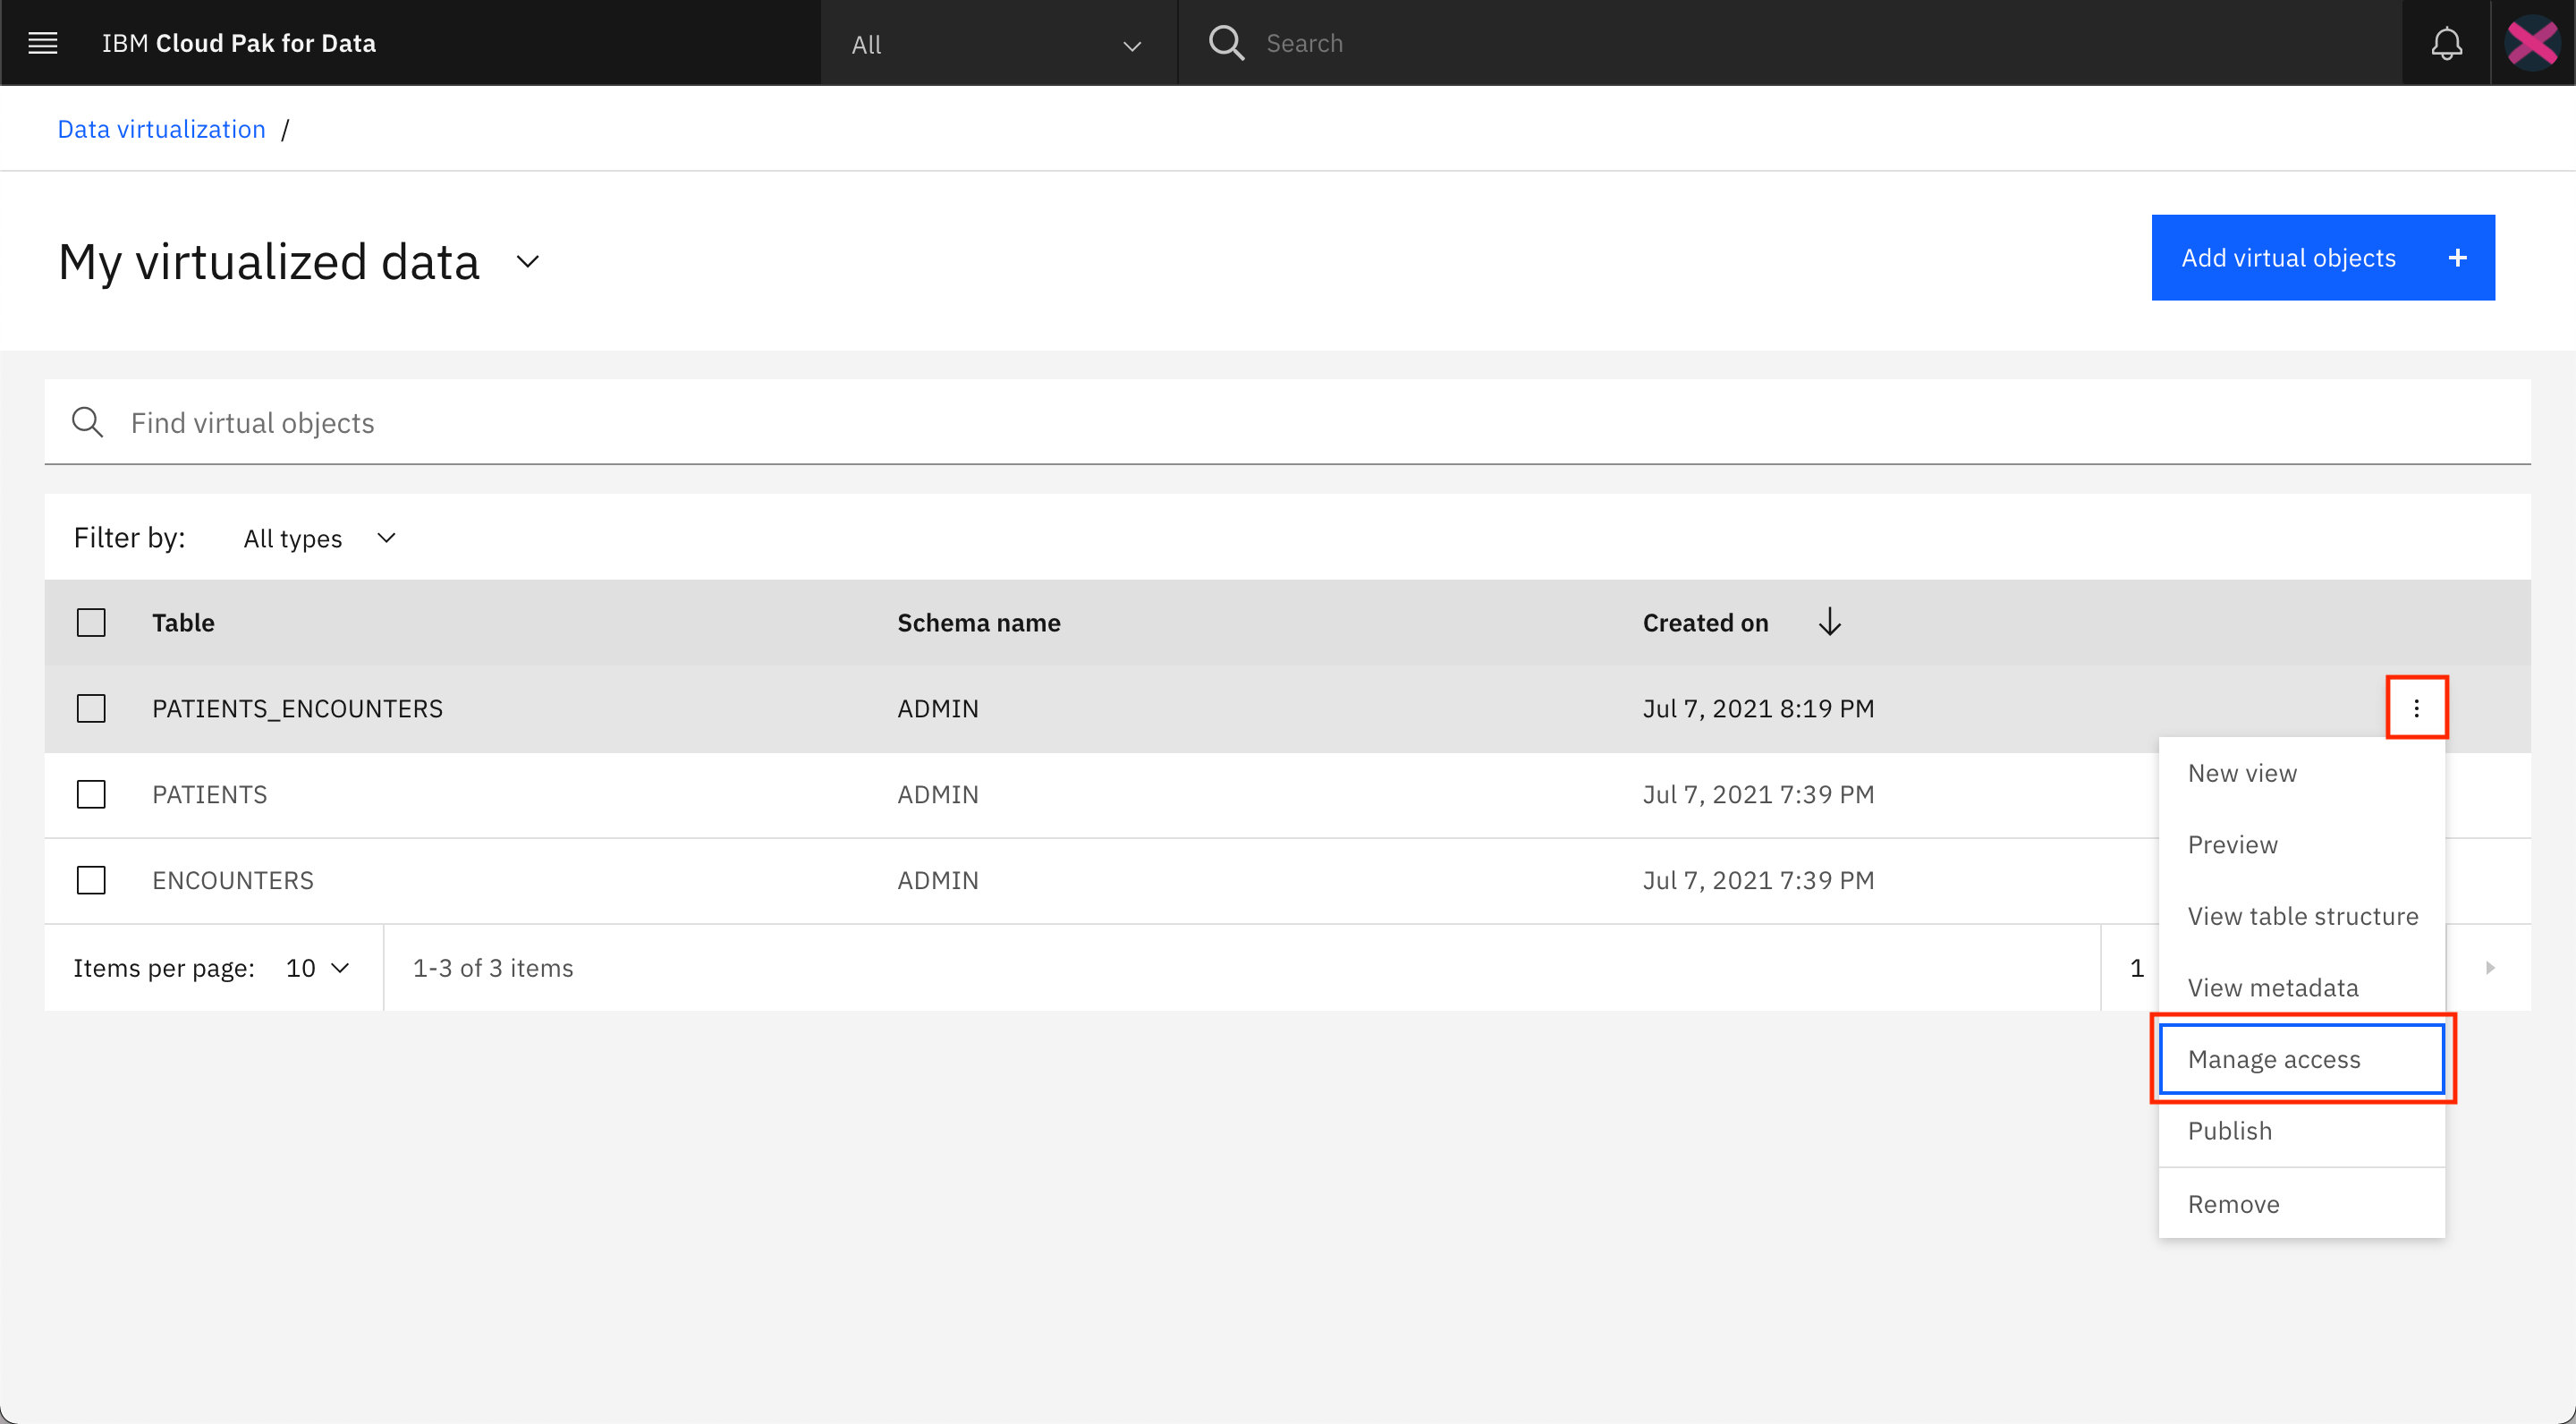 IBM Cloud Pak for Data
All
Search
Data virtualization /
My virtualized data
Add virtual objects +
Find virtual objects
Filter by: All types
Table Schema name Created on
PATIENTS_ENCOUNTERS ADMIN Jul 7, 2021 8:19 PM
PATIENTS ADMIN Jul 7, 2021 7:39 PM
ENCOUNTERS ADMIN Jul 7, 2021 7:39 PM
Items per page: 10 1-3 of 3 items 1
New view
Preview
View table structure
View metadata
Manage access
Publish
Remove